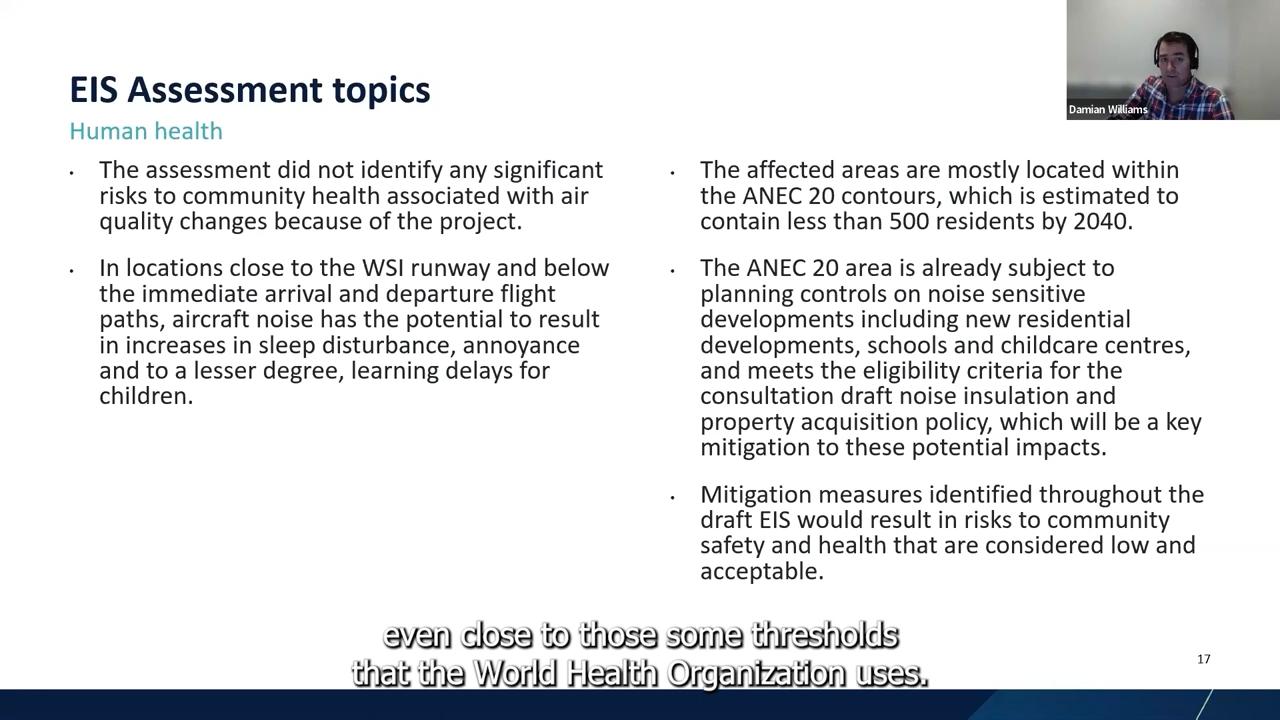 EIS Assessment topics
Human health
• The assessment did not identify any significant
risks to community health associated with air
quality changes because of the project.
• In locations close to the WSI runway and below
the immediate arrival and departure flight
paths, aircraft noise has the potential to result
in increases in sleep disturbance, annoyance
and to a lesser degree, learning delays for
children.
• The affected areas are mostly located within
the ANEC 20 contours, which is estimated to
contain less than 500 residents by 2040.
• The ANEC 20 area is already subject to
planning controls on noise sensitive
developments including new residential
developments, schools and childcare centres,
and meets the eligibility criteria for the
consultation draft noise insulation and
property acquisition policy, which will be a key
mitigation to these potential impacts.
• Mitigation measures identified throughout the
draft EIS would result in risks to community
safety and health that are considered low and
acceptable.
Damian Williams
even close to those some thresholds
that the World Health Organization uses.
17